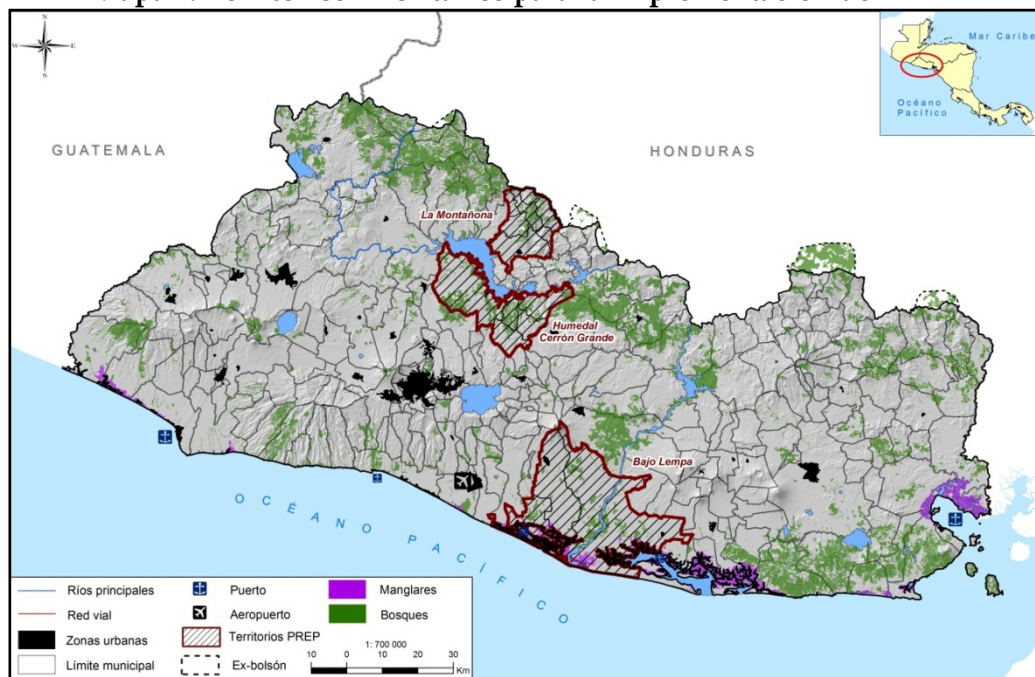 N
W
E
S
Mar Caribe
Océano
Pacífico
GUATEMALA
HONDURAS
La Montañona
Humedal
Cerrón Grande
Bajo Lempa
OCÉANO PACÍFICO
Ríos principales
Red vial
Zonas urbanas
Límite municipal
Puerto
Aeropuerto
Territorios PREP
Ex-bolsón
Manglares
Bosques
1: 700 000
10 0 10 20 30
Km